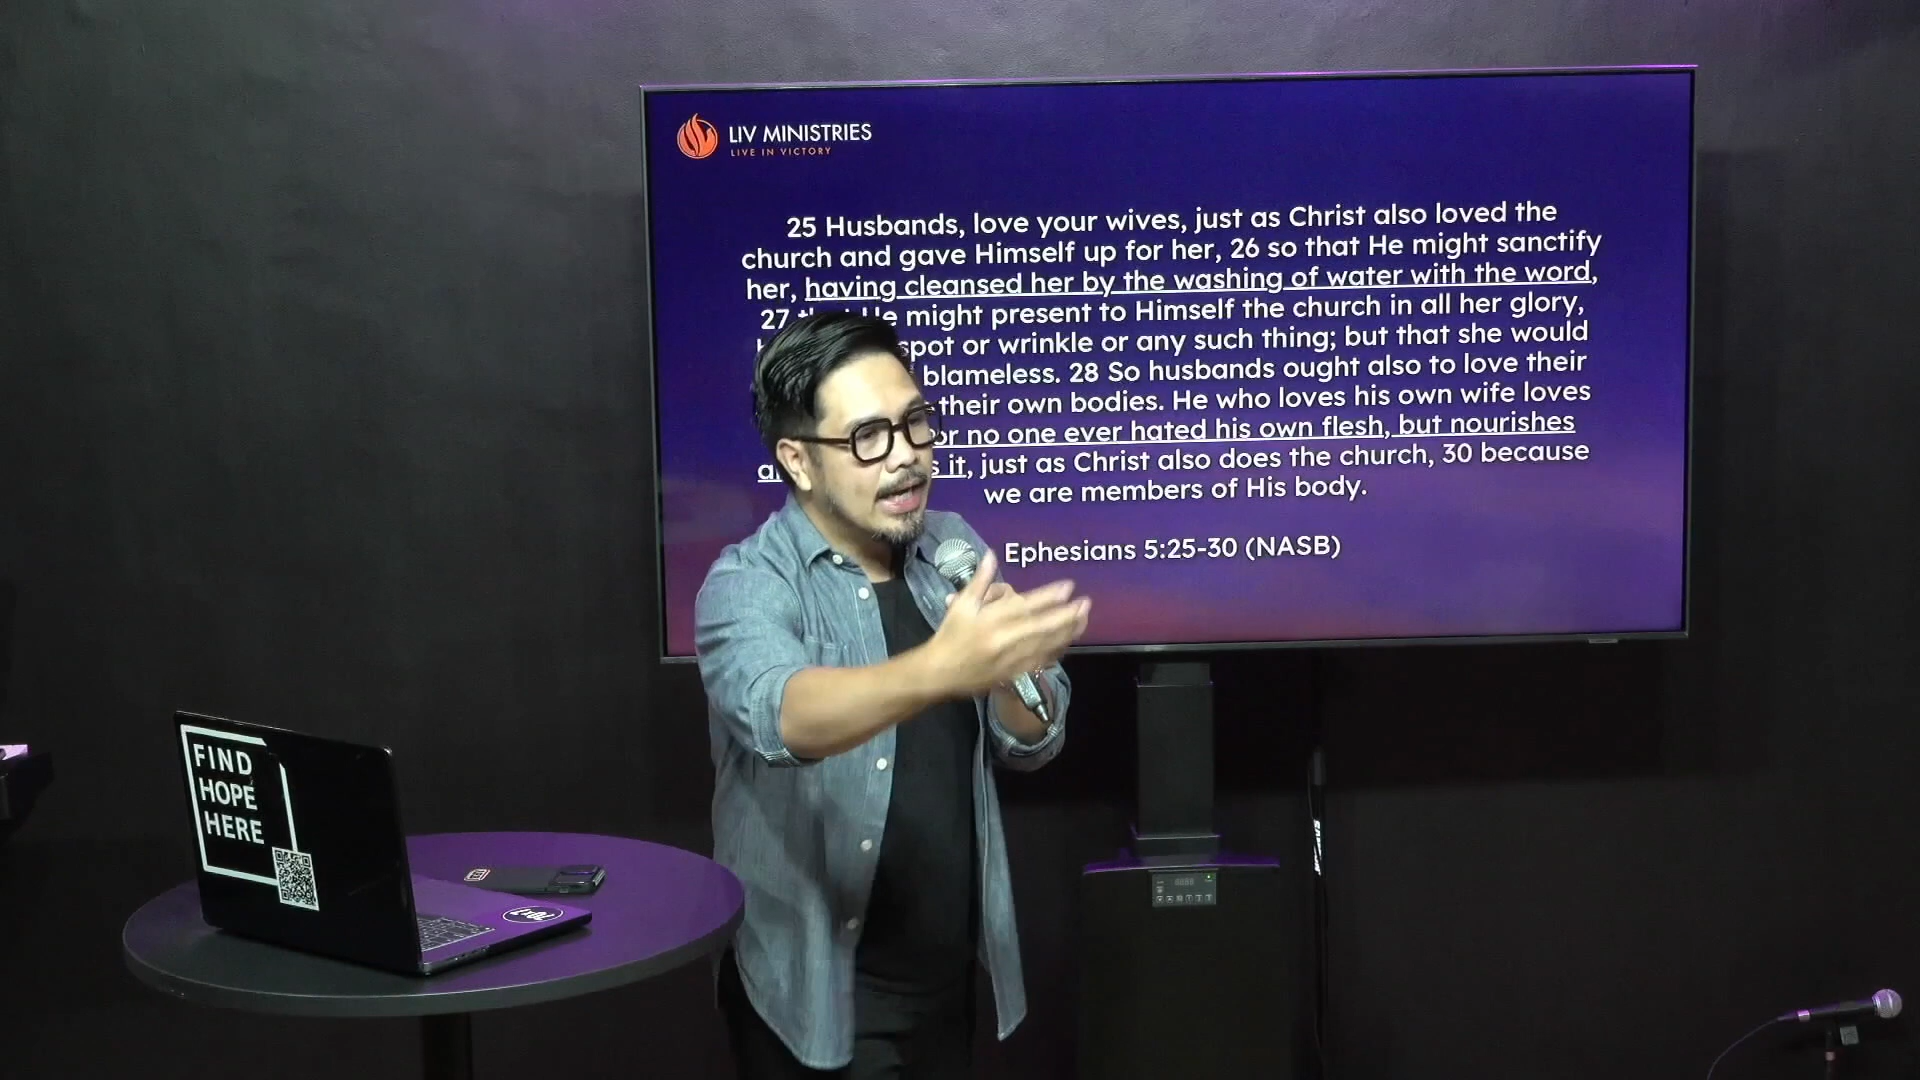 LIV MINISTRIES
LIVE IN VICTORY
25 Husbands, love your wives, just as Christ also loved the
church and gave Himself up for her, 26 so that He might sanctify
her, having cleansed her by the washing of water with the word,
27 He might present to Himself the church in all her glory,
spot or wrinkle or any such thing; but that she would
blameless. 28 So husbands ought also to love their
their own bodies. He who loves his own wife loves
no one ever hated his own flesh, but nourishes
it, just as Christ also does the church, 30 because
we are members of His body.
Ephesians 5:25-30 (NASB)
FIND
HOPE
HERE